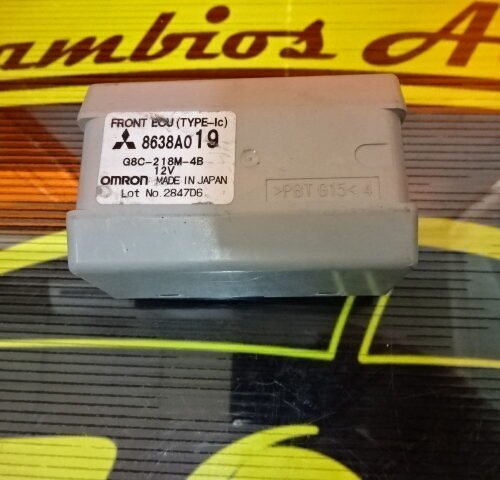 ambios A
FRONT ECU (TYPE-Ic)
8638A019
G8C-218M-4B
12V
OMRON MADE IN JAPAN
Lot No.2847D6
>PBT G15< 4